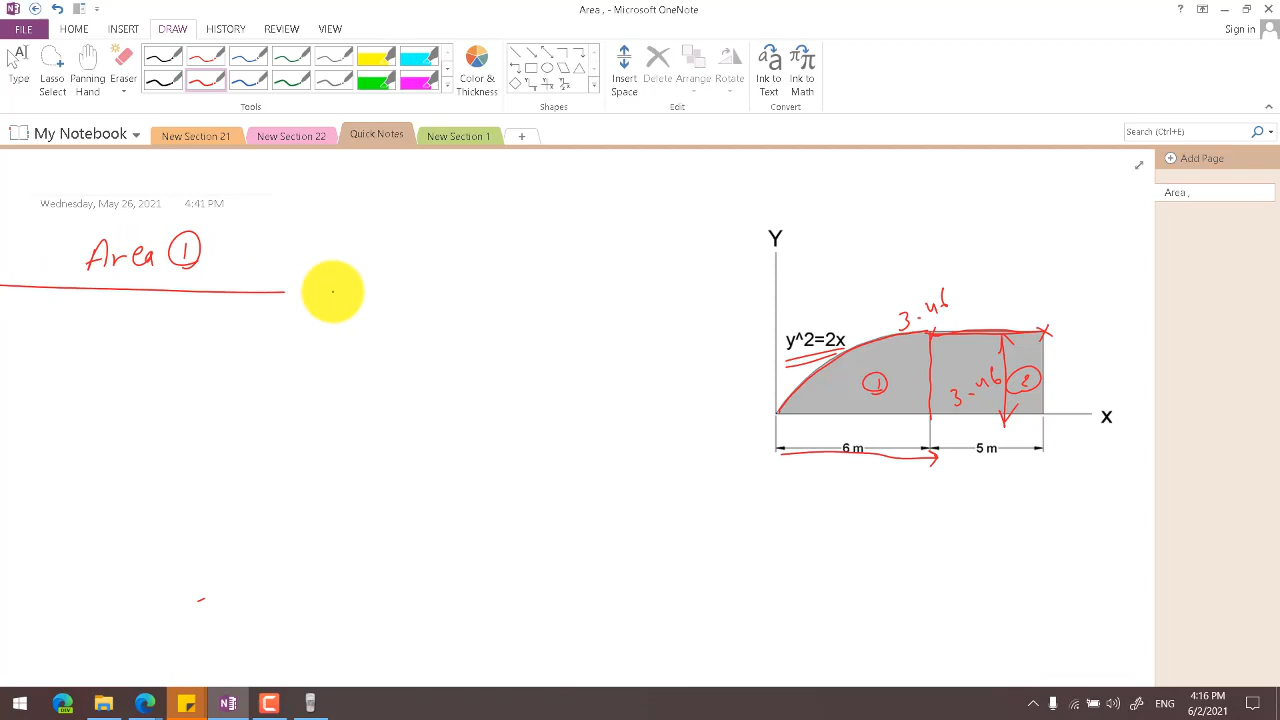 Area , - Microsoft OneNote
?
Sign in
FILE
HOME
INSERT
DRAW
HISTORY
REVIEW
VIEW
Type
Lasso Select
Panning Hand
Eraser
Color & Thickness
Insert Space
Delete
Arrange
Rotate
Ink to Text
Ink to Math
Tools
Shapes
Edit
Convert
My Notebook
New Section 21
New Section 22
Quick Notes
New Section 1
Search (Ctrl+E)
Add Page
Area ,
Wednesday, May 26, 2021 4:41 PM
Area ①
Y
3.46
y^2=2x
①
3.46
②
X
6 m
5 m
ENG
4:16 PM
6/2/2021